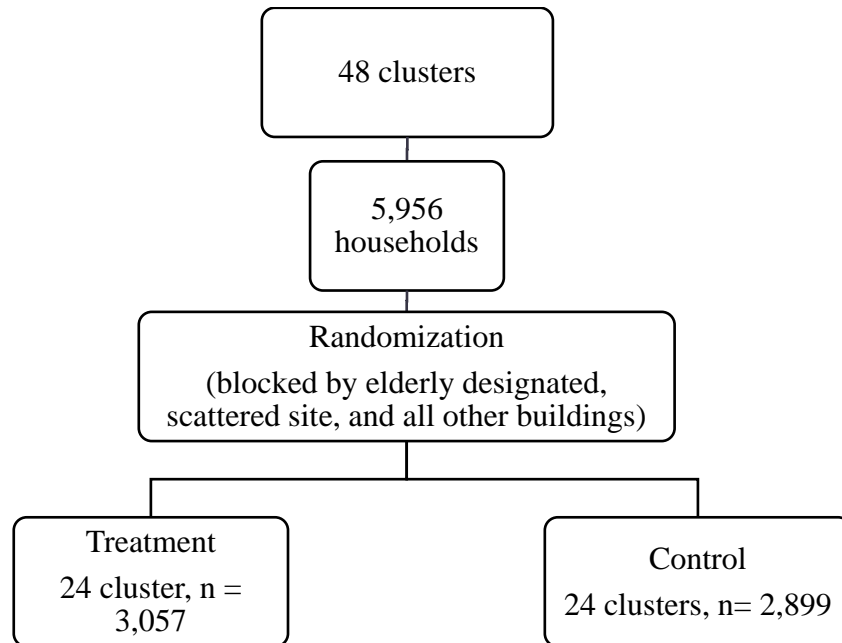 48 clusters
5,956
households
Randomization
(blocked by elderly designated,
scattered site, and all other buildings)
Treatment
24 cluster, n =
3,057
Control
24 clusters, n= 2,899